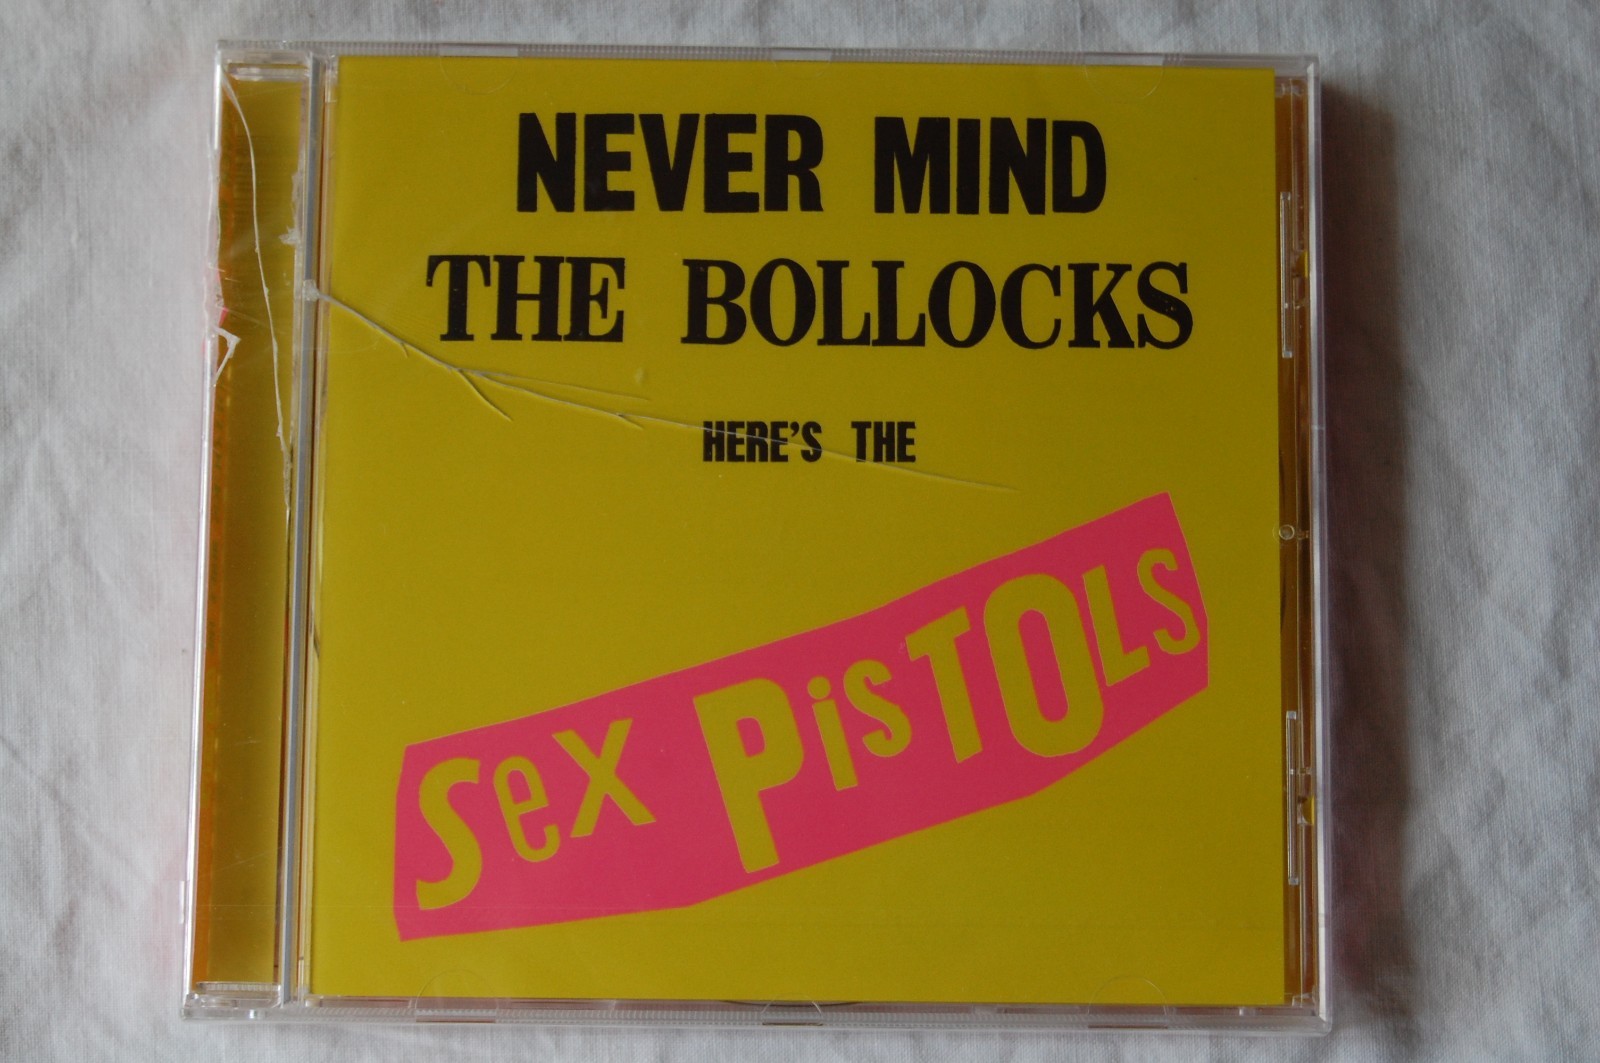 NEVER MIND
THE BOLLOCKS
HERE'S THE
Sex PisTOLS